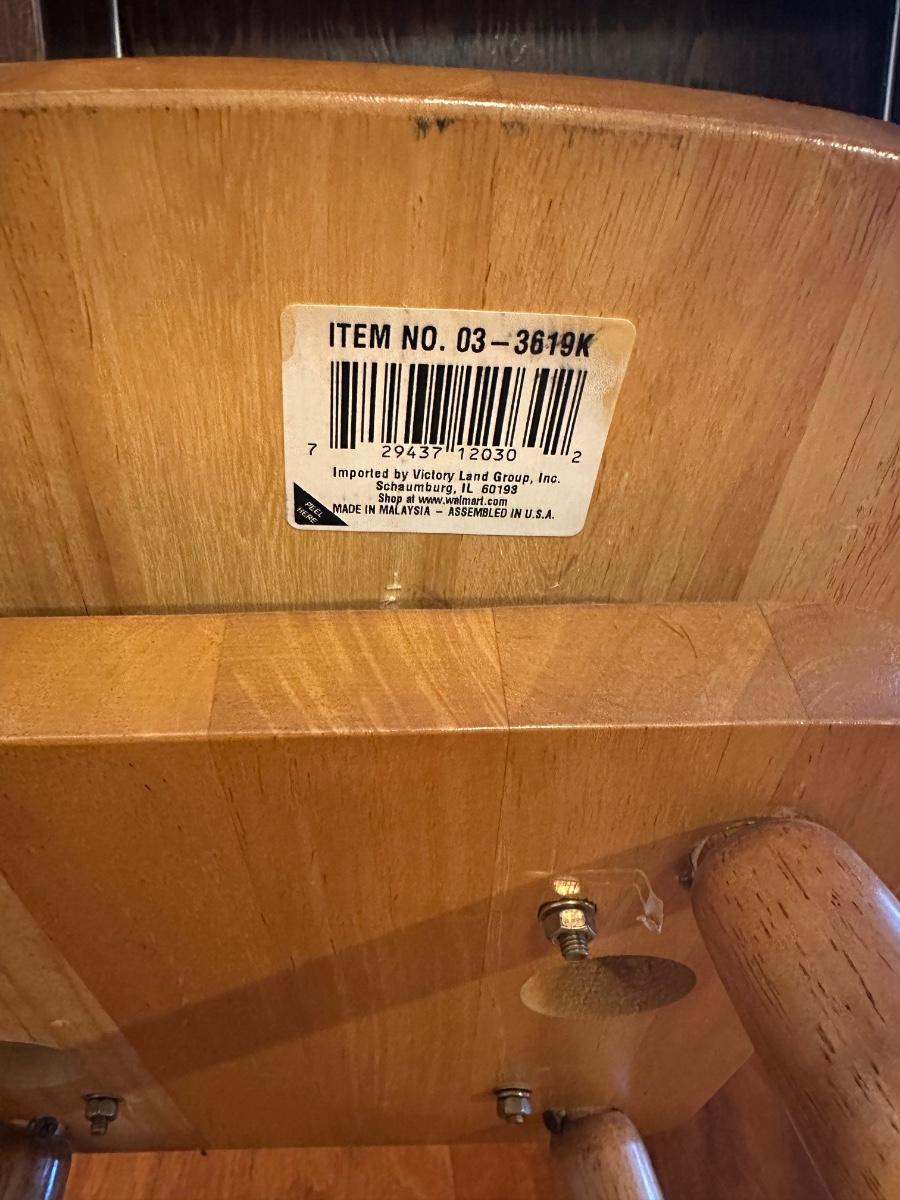 ITEM NO. 03-3619K
7 29437 12030 2
Imported by Victory Land Group, Inc.
Schaumburg, IL 60193
Shop at www.walmart.com
MADE IN MALAYSIA - ASSEMBLED IN U.S.A.
PEEL
HERE